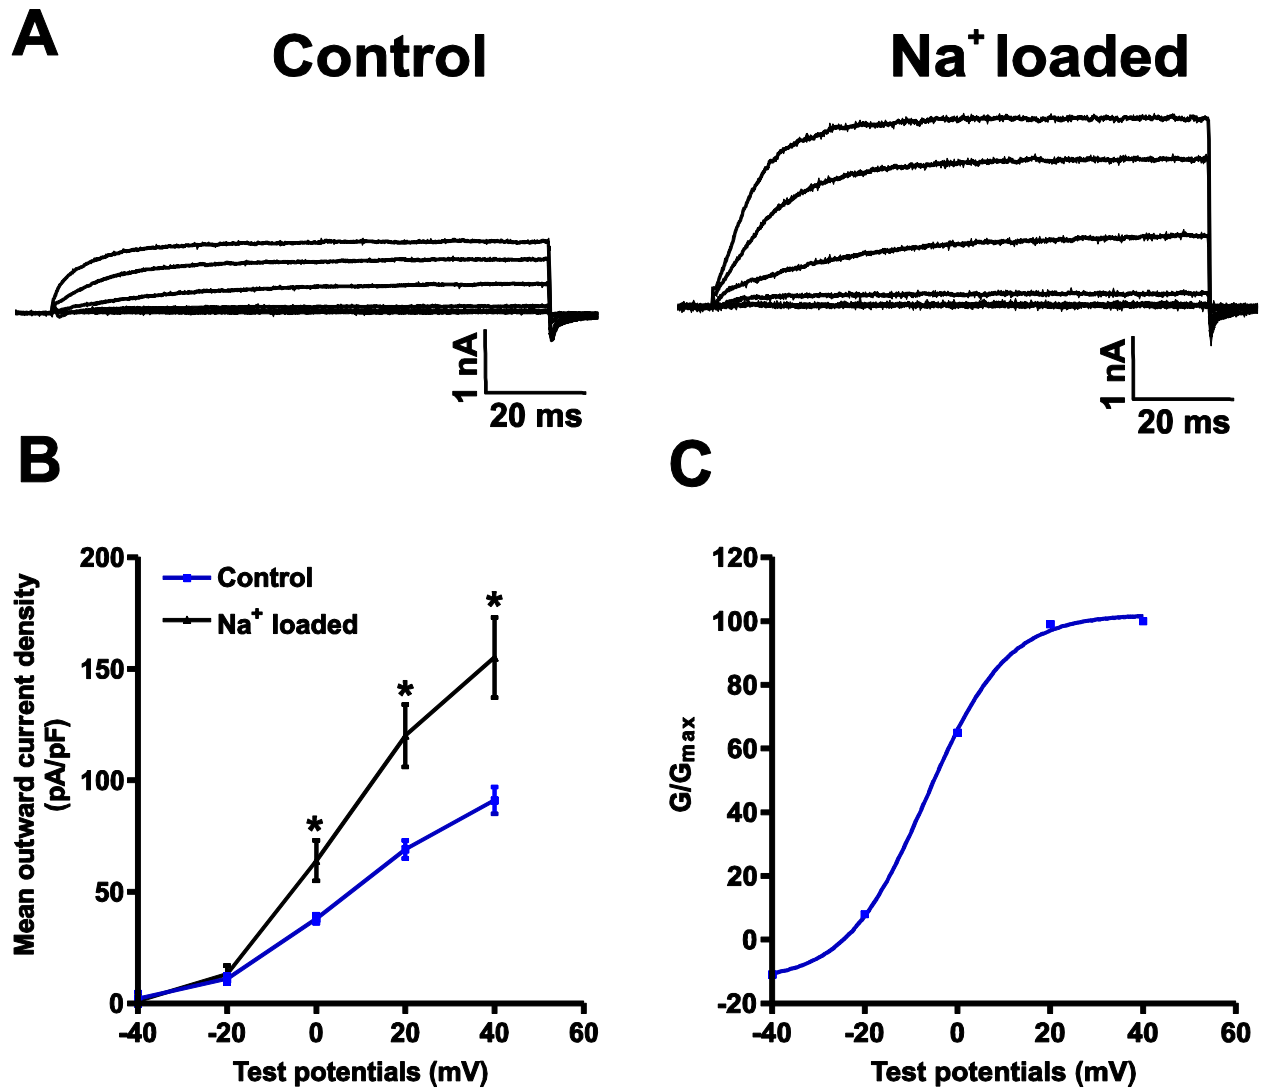 A
Control
Na+ loaded
1 nA
20 ms
1 nA
20 ms
B
C
Mean outward current density
(pA/pF)
200
150
100
50
0
Control
Na+ loaded
*
*
*
-40
-20
0
20
40
60
Test potentials (mV)
G/Gmax
120
100
80
60
40
20
0
-20
-40
-20
0
20
40
60
Test potentials (mV)